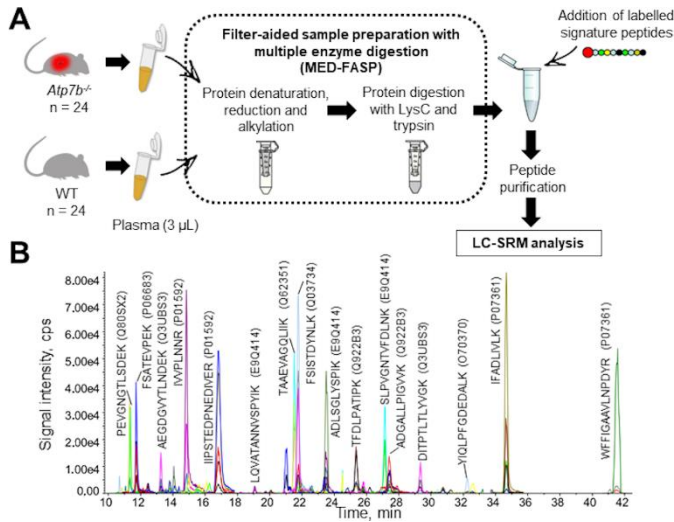 A
Atp7b-/-
n = 24
WT
n = 24
Plasma (3 µL)
Filter-aided sample preparation with
multiple enzyme digestion
(MED-FASP)
Protein denaturation,
reduction and
alkylation
Protein digestion
with LysC and
trypsin
Addition of labelled
signature peptides
Peptide
purification
LC-SRM analysis
B
Signal intensity, cps
8.00e4
7.00e4
6.00e4
5.00e4
4.00e4
3.00e4
2.00e4
1.00e4
0.00
PEVGNGTLSDEK (Q80SX2)
FSATEVPEK (P06683)
AEGDGVYTLNDEK (Q3UBS3)
IVVPLNNR (P01592)
IIPSTEDPNEDIVER (P01592)
LQVATANNVSPYIK (E9Q414)
TAAEVAGQLIIK (Q62351)
FSISTDYNLK (Q03734)
ADLSGLYSPIK (E9Q414)
TFDLPATIPK (Q922B3)
SLPVGNTVFDLNK (E9Q414)
ADGALLPIGVVK (Q922B3)
DITPTLTLYVGK (Q3UBS3)
YIQLPFGDEDALK (O70370)
IFADLIVLK (P07361)
WFFIGAAVLNPDYR (P07361)
10 12 14 16 18 20 22 24 26 28 30 32 34 36 38 40 42
Time, min